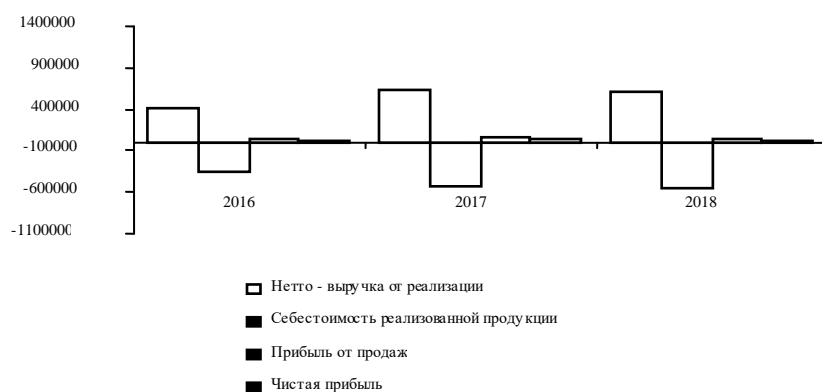 1400000
900000
400000
-100000
-600000
-1100000
2016 2017 2018
Нетто - выручка от реализации
Себестоимость реализованной продукции
Прибыль от продаж
Чистая прибыль